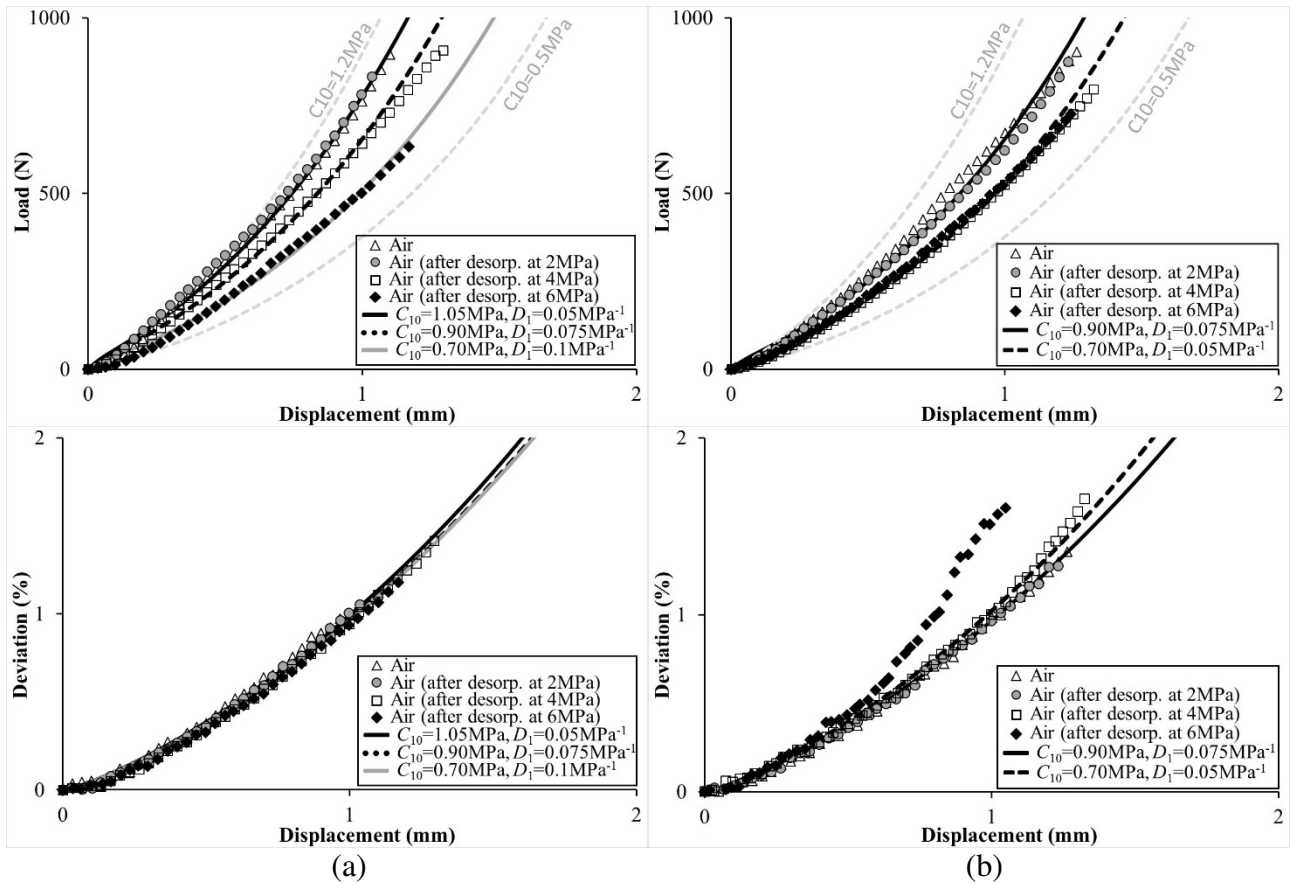 1000
500
0
Load (N)
C10=1.2MPa
C10=0.5MPa
Air
Air (after desorp. at 2MPa)
Air (after desorp. at 4MPa)
Air (after desorp. at 6MPa)
C10=1.05MPa, D1=0.05MPa-1
C10=0.90MPa, D1=0.075MPa-1
C10=0.70MPa, D1=0.1MPa-1
0 1 2
Displacement (mm)
1000
500
0
Load (N)
C10=1.2MPa
C10=0.5MPa
Air
Air (after desorp. at 2MPa)
Air (after desorp. at 4MPa)
Air (after desorp. at 6MPa)
C10=0.90MPa, D1=0.075MPa-1
C10=0.70MPa, D1=0.05MPa-1
0 1 2
Displacement (mm)
2
1
0
Deviation (%)
Air
Air (after desorp. at 2MPa)
Air (after desorp. at 4MPa)
Air (after desorp. at 6MPa)
C10=1.05MPa, D1=0.05MPa-1
C10=0.90MPa, D1=0.075MPa-1
C10=0.70MPa, D1=0.1MPa-1
0 1 2
Displacement (mm)
2
1
0
Deviation (%)
Air
Air (after desorp. at 2MPa)
Air (after desorp. at 4MPa)
Air (after desorp. at 6MPa)
C10=0.90MPa, D1=0.075MPa-1
C10=0.70MPa, D1=0.05MPa-1
0 1 2
Displacement (mm)
(a)
(b)